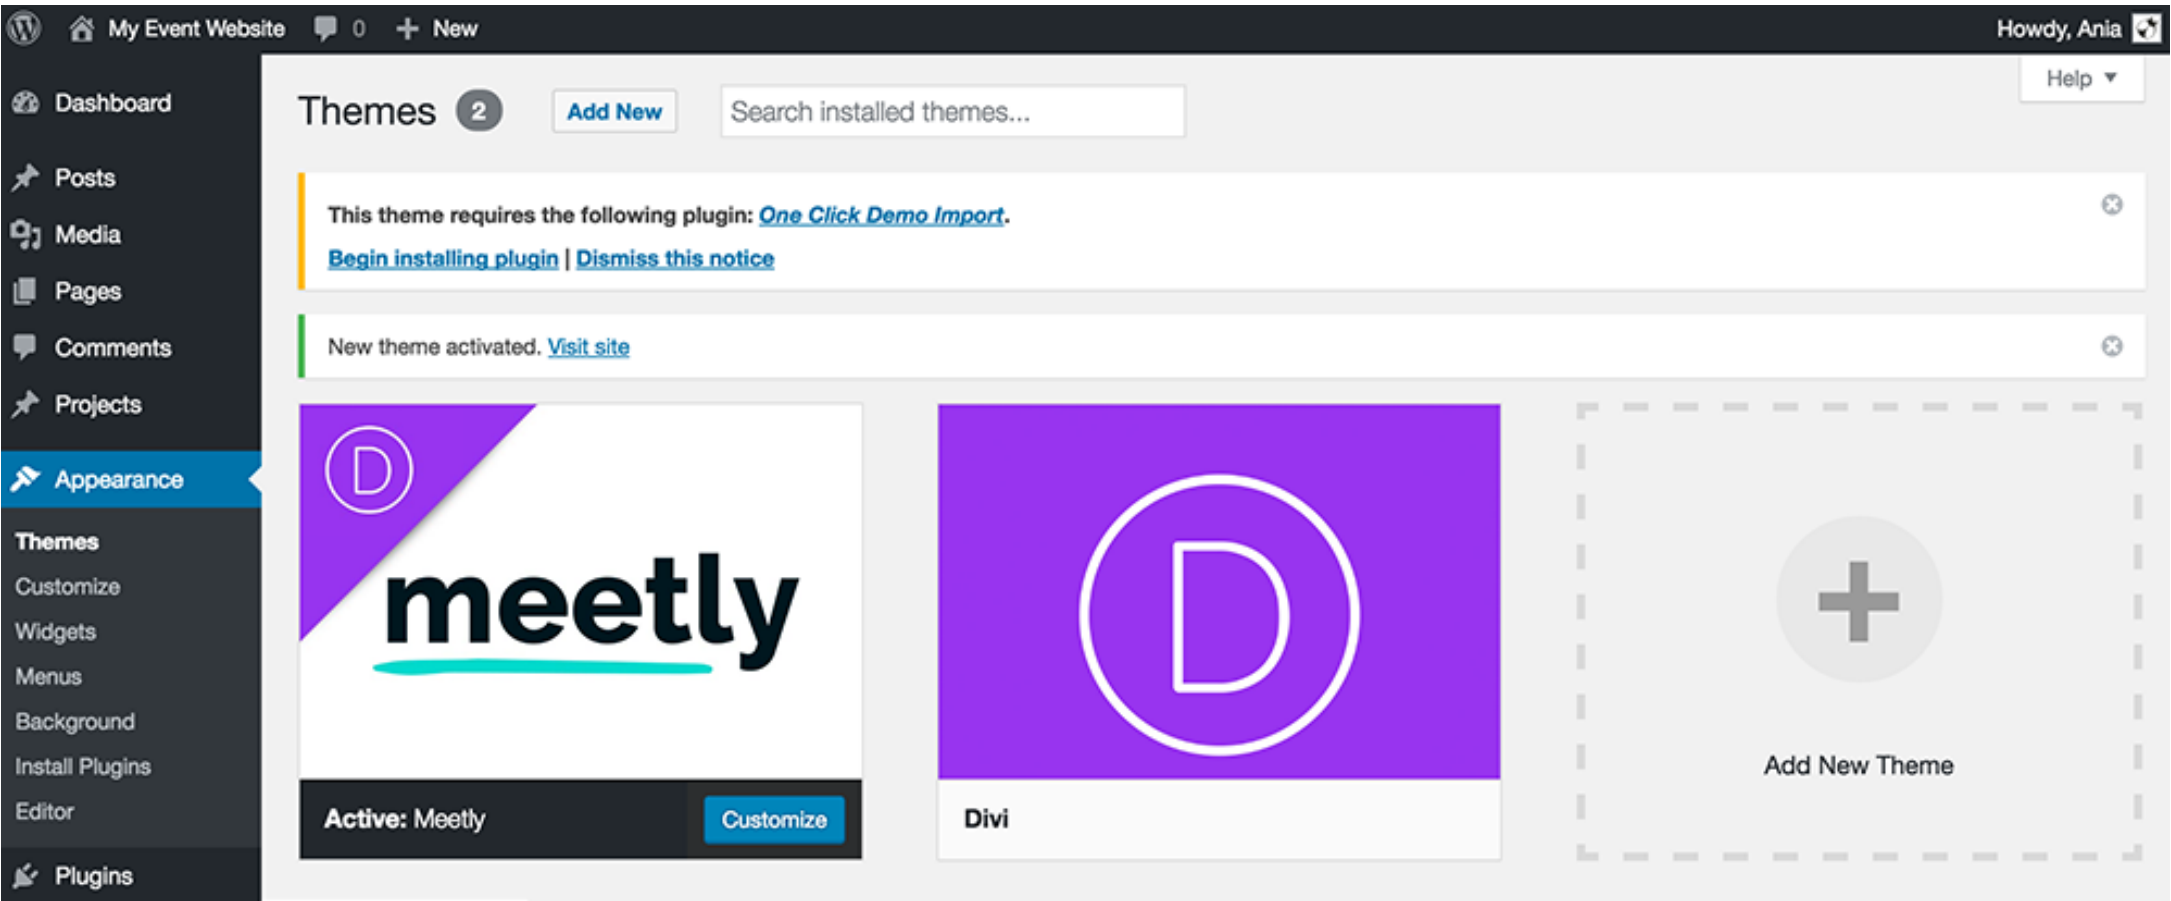 My Event Website 0 New Howdy, Ania
Help
Dashboard
Posts
Media
Pages
Comments
Projects
Appearance
Themes
Customize
Widgets
Menus
Background
Install Plugins
Editor
Plugins
Themes 2 Add New Search installed themes...
This theme requires the following plugin: One Click Demo Import.
Begin installing plugin | Dismiss this notice
New theme activated. Visit site
D
meetly
Active: Meetly Customize
D
Divi
Add New Theme